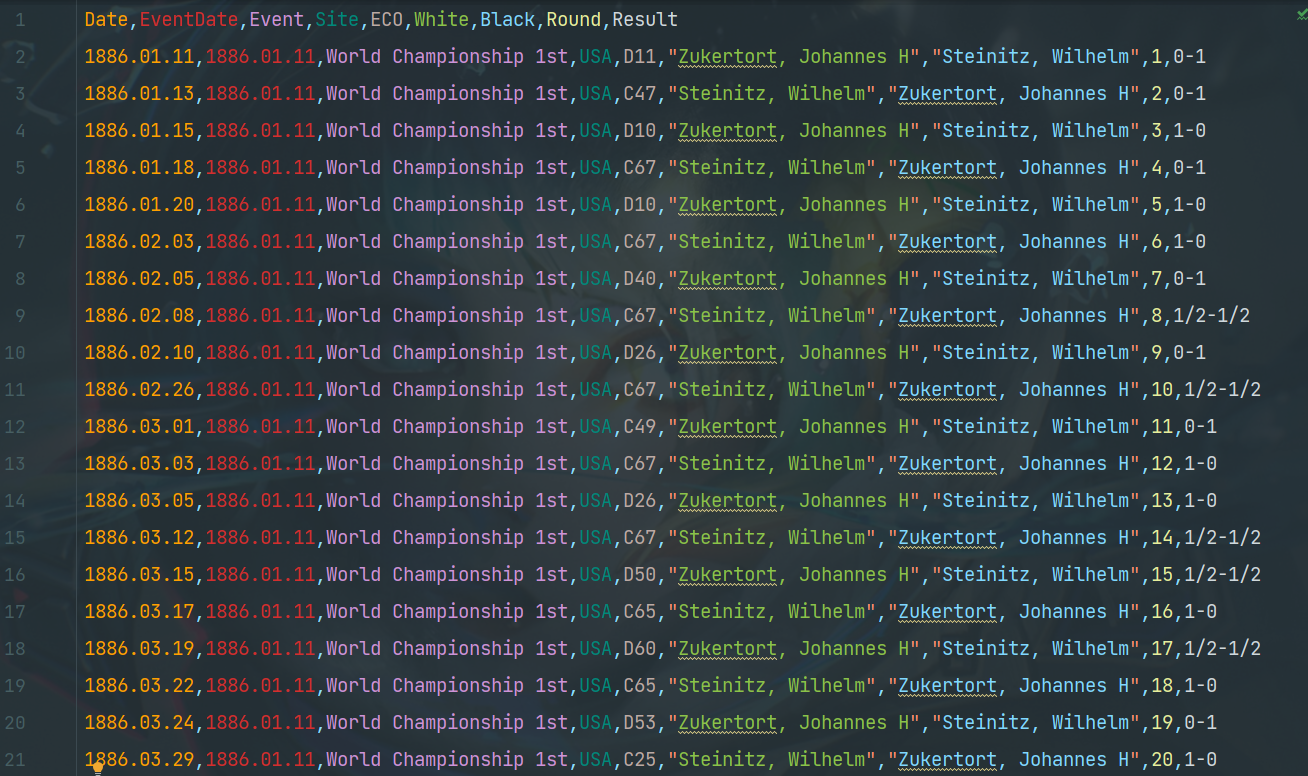 1 Date,EventDate,Event,Site,ECO,White,Black,Round,Result
2 1886.01.11,1886.01.11,World Championship 1st,USA,D11,"Zukertort, Johannes H","Steinitz, Wilhelm",1,0-1
3 1886.01.13,1886.01.11,World Championship 1st,USA,C47,"Steinitz, Wilhelm","Zukertort, Johannes H",2,0-1
4 1886.01.15,1886.01.11,World Championship 1st,USA,D10,"Zukertort, Johannes H","Steinitz, Wilhelm",3,1-0
5 1886.01.18,1886.01.11,World Championship 1st,USA,C67,"Steinitz, Wilhelm","Zukertort, Johannes H",4,0-1
6 1886.01.20,1886.01.11,World Championship 1st,USA,D10,"Zukertort, Johannes H","Steinitz, Wilhelm",5,1-0
7 1886.02.03,1886.01.11,World Championship 1st,USA,C67,"Steinitz, Wilhelm","Zukertort, Johannes H",6,1-0
8 1886.02.05,1886.01.11,World Championship 1st,USA,D40,"Zukertort, Johannes H","Steinitz, Wilhelm",7,0-1
9 1886.02.08,1886.01.11,World Championship 1st,USA,C67,"Steinitz, Wilhelm","Zukertort, Johannes H",8,1/2-1/2
10 1886.02.10,1886.01.11,World Championship 1st,USA,D26,"Zukertort, Johannes H","Steinitz, Wilhelm",9,0-1
11 1886.02.26,1886.01.11,World Championship 1st,USA,C67,"Steinitz, Wilhelm","Zukertort, Johannes H",10,1/2-1/2
12 1886.03.01,1886.01.11,World Championship 1st,USA,C49,"Zukertort, Johannes H","Steinitz, Wilhelm",11,0-1
13 1886.03.03,1886.01.11,World Championship 1st,USA,C67,"Steinitz, Wilhelm","Zukertort, Johannes H",12,1-0
14 1886.03.05,1886.01.11,World Championship 1st,USA,D26,"Zukertort, Johannes H","Steinitz, Wilhelm",13,1-0
15 1886.03.12,1886.01.11,World Championship 1st,USA,C67,"Steinitz, Wilhelm","Zukertort, Johannes H",14,1/2-1/2
16 1886.03.15,1886.01.11,World Championship 1st,USA,D50,"Zukertort, Johannes H","Steinitz, Wilhelm",15,1/2-1/2
17 1886.03.17,1886.01.11,World Championship 1st,USA,C65,"Steinitz, Wilhelm","Zukertort, Johannes H",16,1-0
18 1886.03.19,1886.01.11,World Championship 1st,USA,D60,"Zukertort, Johannes H","Steinitz, Wilhelm",17,1/2-1/2
19 1886.03.22,1886.01.11,World Championship 1st,USA,C65,"Steinitz, Wilhelm","Zukertort, Johannes H",18,1-0
20 1886.03.24,1886.01.11,World Championship 1st,USA,D53,"Zukertort, Johannes H","Steinitz, Wilhelm",19,0-1
21 1886.03.29,1886.01.11,World Championship 1st,USA,C25,"Steinitz, Wilhelm","Zukertort, Johannes H",20,1-0